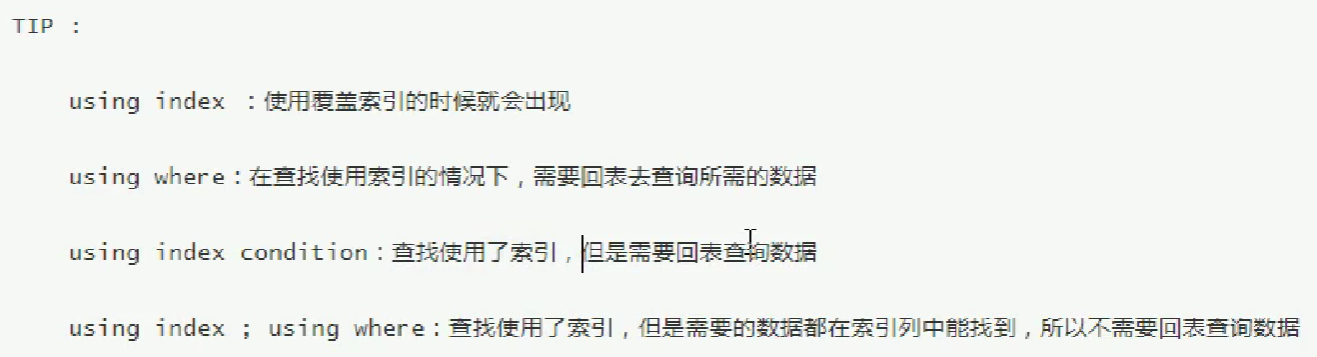 TIP :
using index ：使用覆盖索引的时候就会出现
using where：在查找使用索引的情况下，需要回表去查询所需的数据
using index condition：查找使用了索引，但是需要回表查询数据
using index ; using where：查找使用了索引，但是需要的数据都在索引列中能找到，所以不需要回表查询数据